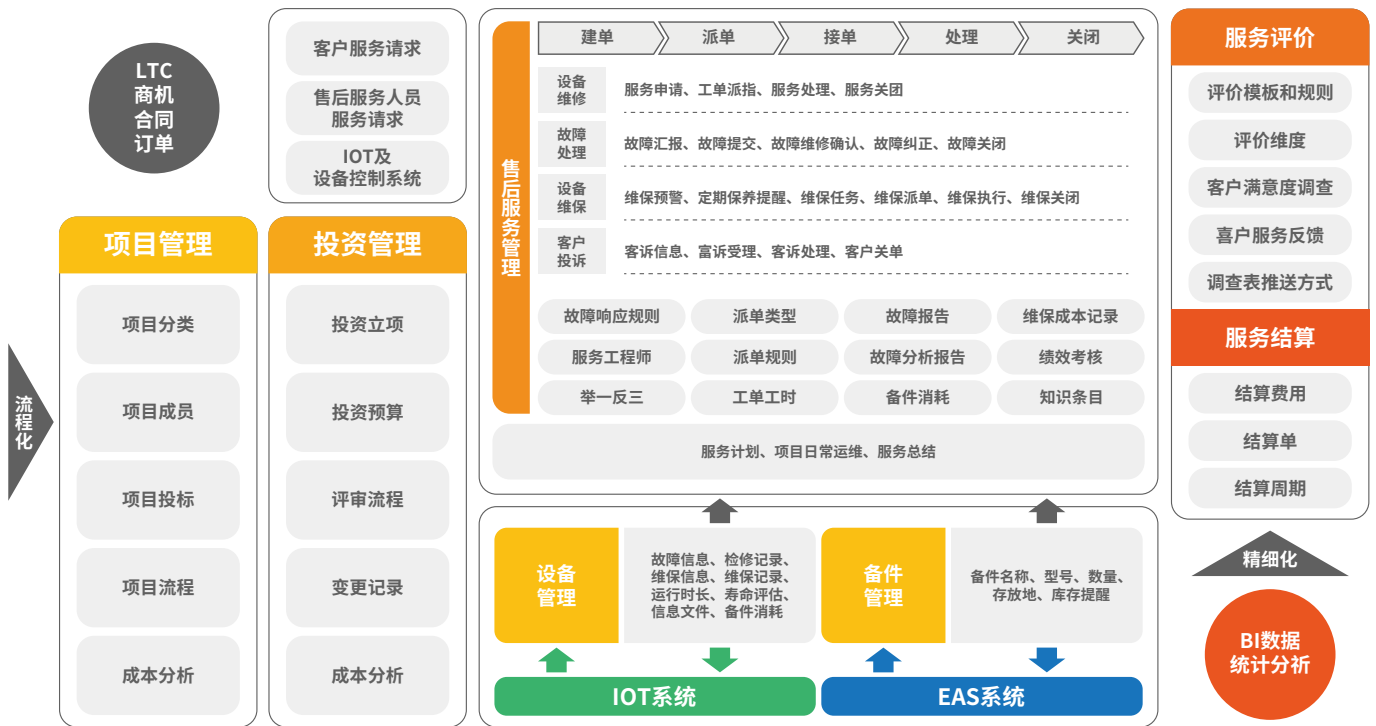 LTC
商机
合同
订单
客户服务请求
售后服务人员
服务请求
IOT及
设备控制系统
流程化
项目管理
项目分类
项目成员
项目投标
项目流程
成本分析
投资管理
投资立项
投资预算
评审流程
变更记录
成本分析
售后服务管理
建单
派单
接单
处理
关闭
设备
维修
服务申请、工单派指、服务处理、服务关团
故障
处理
故障汇报、故障提交、故障维修确认、故障纠正、故障关闭
设备
维保
维保预警、定期保养提醒、维保任务、维保派单、维保执行、维保关闭
客户
投诉
客诉信息、富诉受理、客诉处理、客户关单
故障响应规则
派单类型
故障报告
维保成本记录
服务工程师
派单规则
故障分析报告
绩效考核
举一反三
工单工时
备件消耗
知识条目
服务计划、项目日常运维、服务总结
设备
管理
故障信息、检修记录、
维保信息、维保记录、
运行时长、寿命评估、
信息文件、备件消耗
备件
管理
备件名称、型号、数量、
存放地、库存提醒
IOT系统
EAS系统
服务评价
评价模板和规则
评价维度
客户满意度调查
喜户服务反馈
调查表推送方式
服务结算
结算费用
结算单
结算周期
精细化
BI数据
统计分析